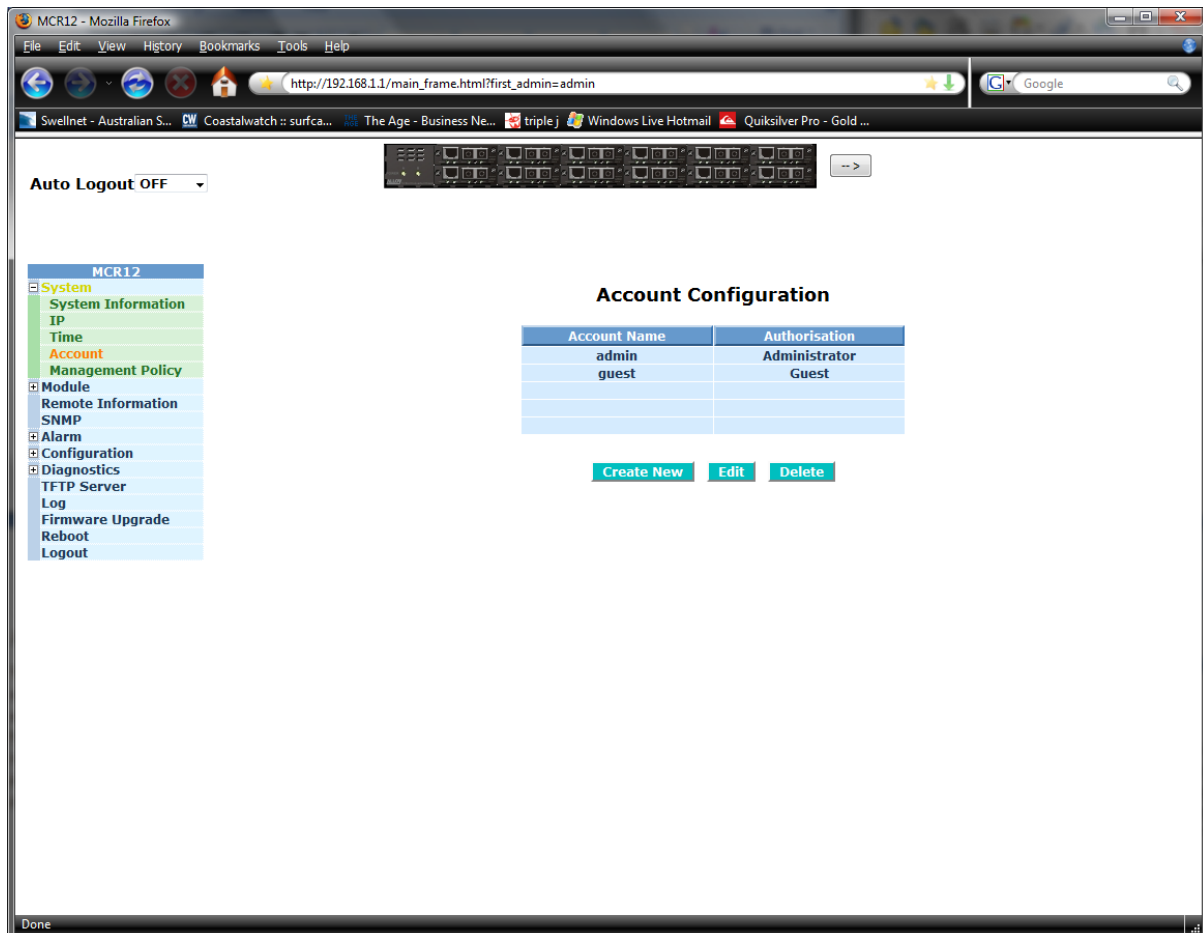 MCR12 - Mozilla Firefox
File Edit View History Bookmarks Tools Help
http://192.168.1.1/main_frame.html?first_admin=admin
G Google
Swellnet - Australian S... CW Coastalwatch :: surfca... THE AGE The Age - Business Ne... triple j Windows Live Hotmail Quiksilver Pro - Gold ...
Auto Logout OFF
-->
MCR12
System
System Information
IP
Time
Account
Management Policy
Module
Remote Information
SNMP
Alarm
Configuration
Diagnostics
TFTP Server
Log
Firmware Upgrade
Reboot
Logout
Account Configuration
Account Name Authorisation
admin Administrator
guest Guest
Create New Edit Delete
Done